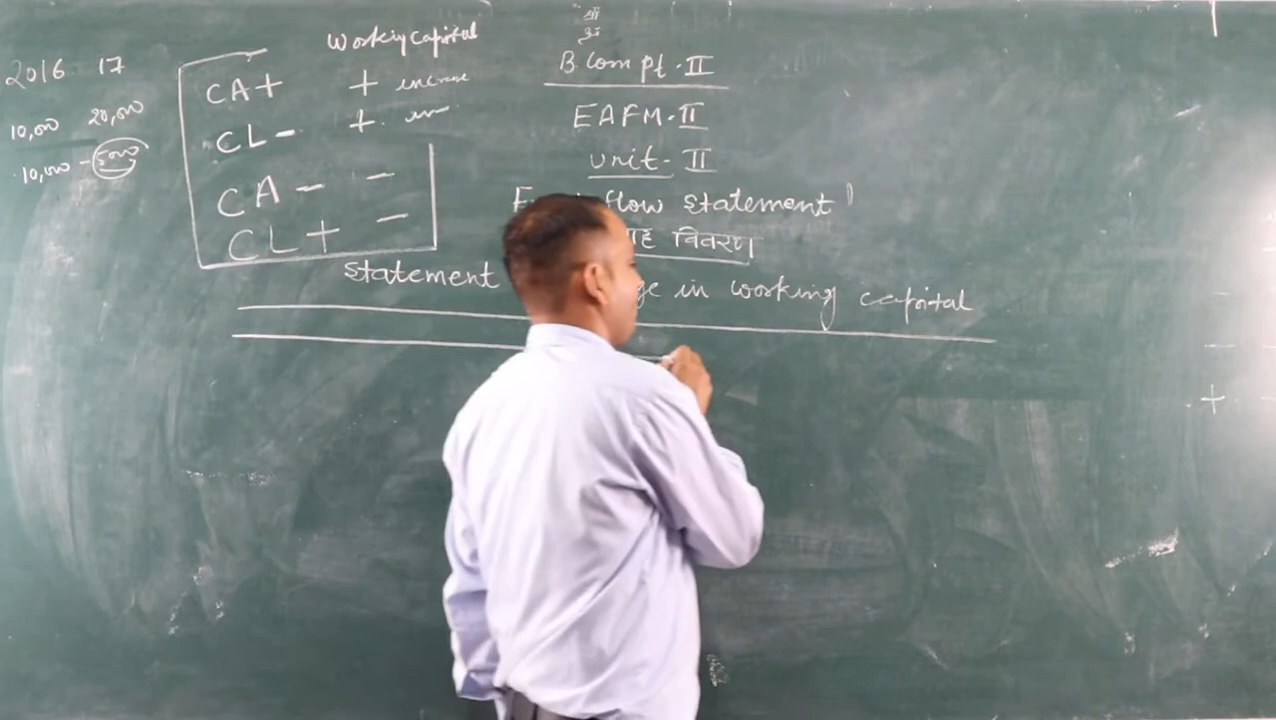 2016 17
10,000 20,000
10,000 - 5000
Working capital
CA+ + increase
CL- +
CA- -
CL+ -
B Com pt. II
EAFM. II
unit- II
flow statement
विवरण
statement in working capital
+